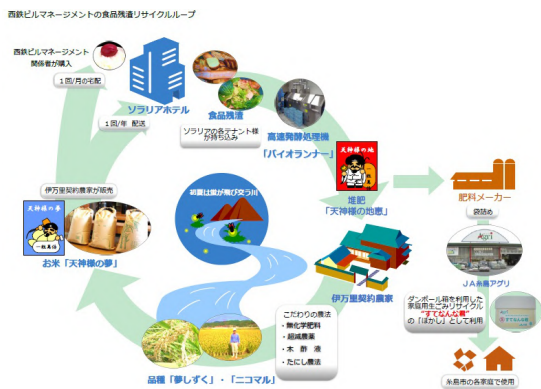 西鉄ビルマネージメントの食品残渣リサイクルループ
西鉄ビルマネージメント
関係者が購入
1回/月の宅配
ソラリアホテル
1回/年 配送
食品残渣
ソラリアの各テナント様
が持ち込み
高速発酵処理機
「バイオランナー」
天神様の地
堆肥
「天神様の地恵」
肥料メーカー
袋詰め
Agri
JA糸島アグリ
ダンボール箱を利用した
家庭用生ごみリサイクル
“すてなんな君”
の「ぼかし」として利用
糸島市の各家庭で使用
伊万里契約農家
こだわりの農法
・無化学肥料
・超減農薬
・木 酢 液
・たにし農法
初夏は蛍が飛び交う川
品種「夢しずく」・「ニコマル」
伊万里契約農家が販売
天神様の夢
お米「天神様の夢」